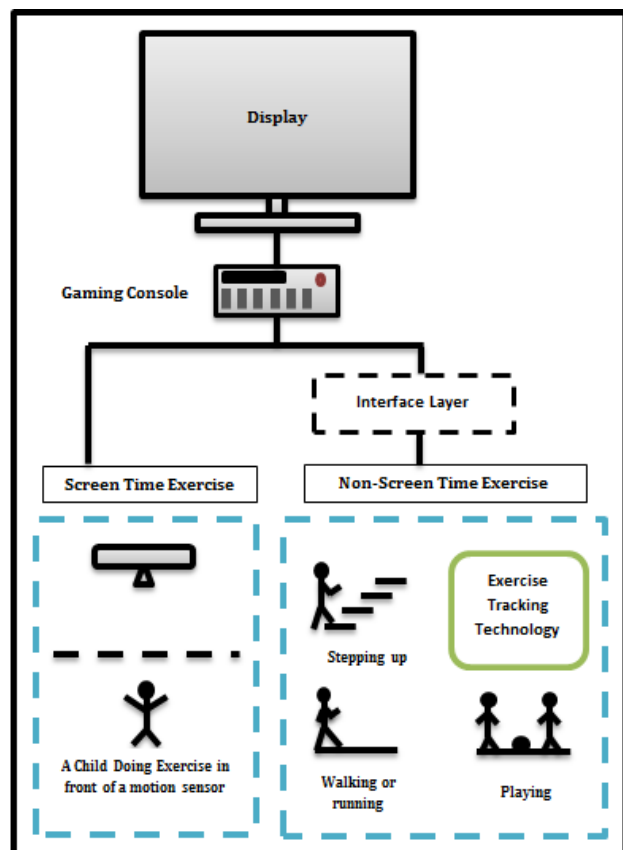 Display
Gaming Console
Interface Layer
Screen Time Exercise
Non-Screen Time Exercise
Exercise
Tracking
Technology
Stepping up
A Child Doing Exercise in
front of a motion sensor
Walking or
running
Playing